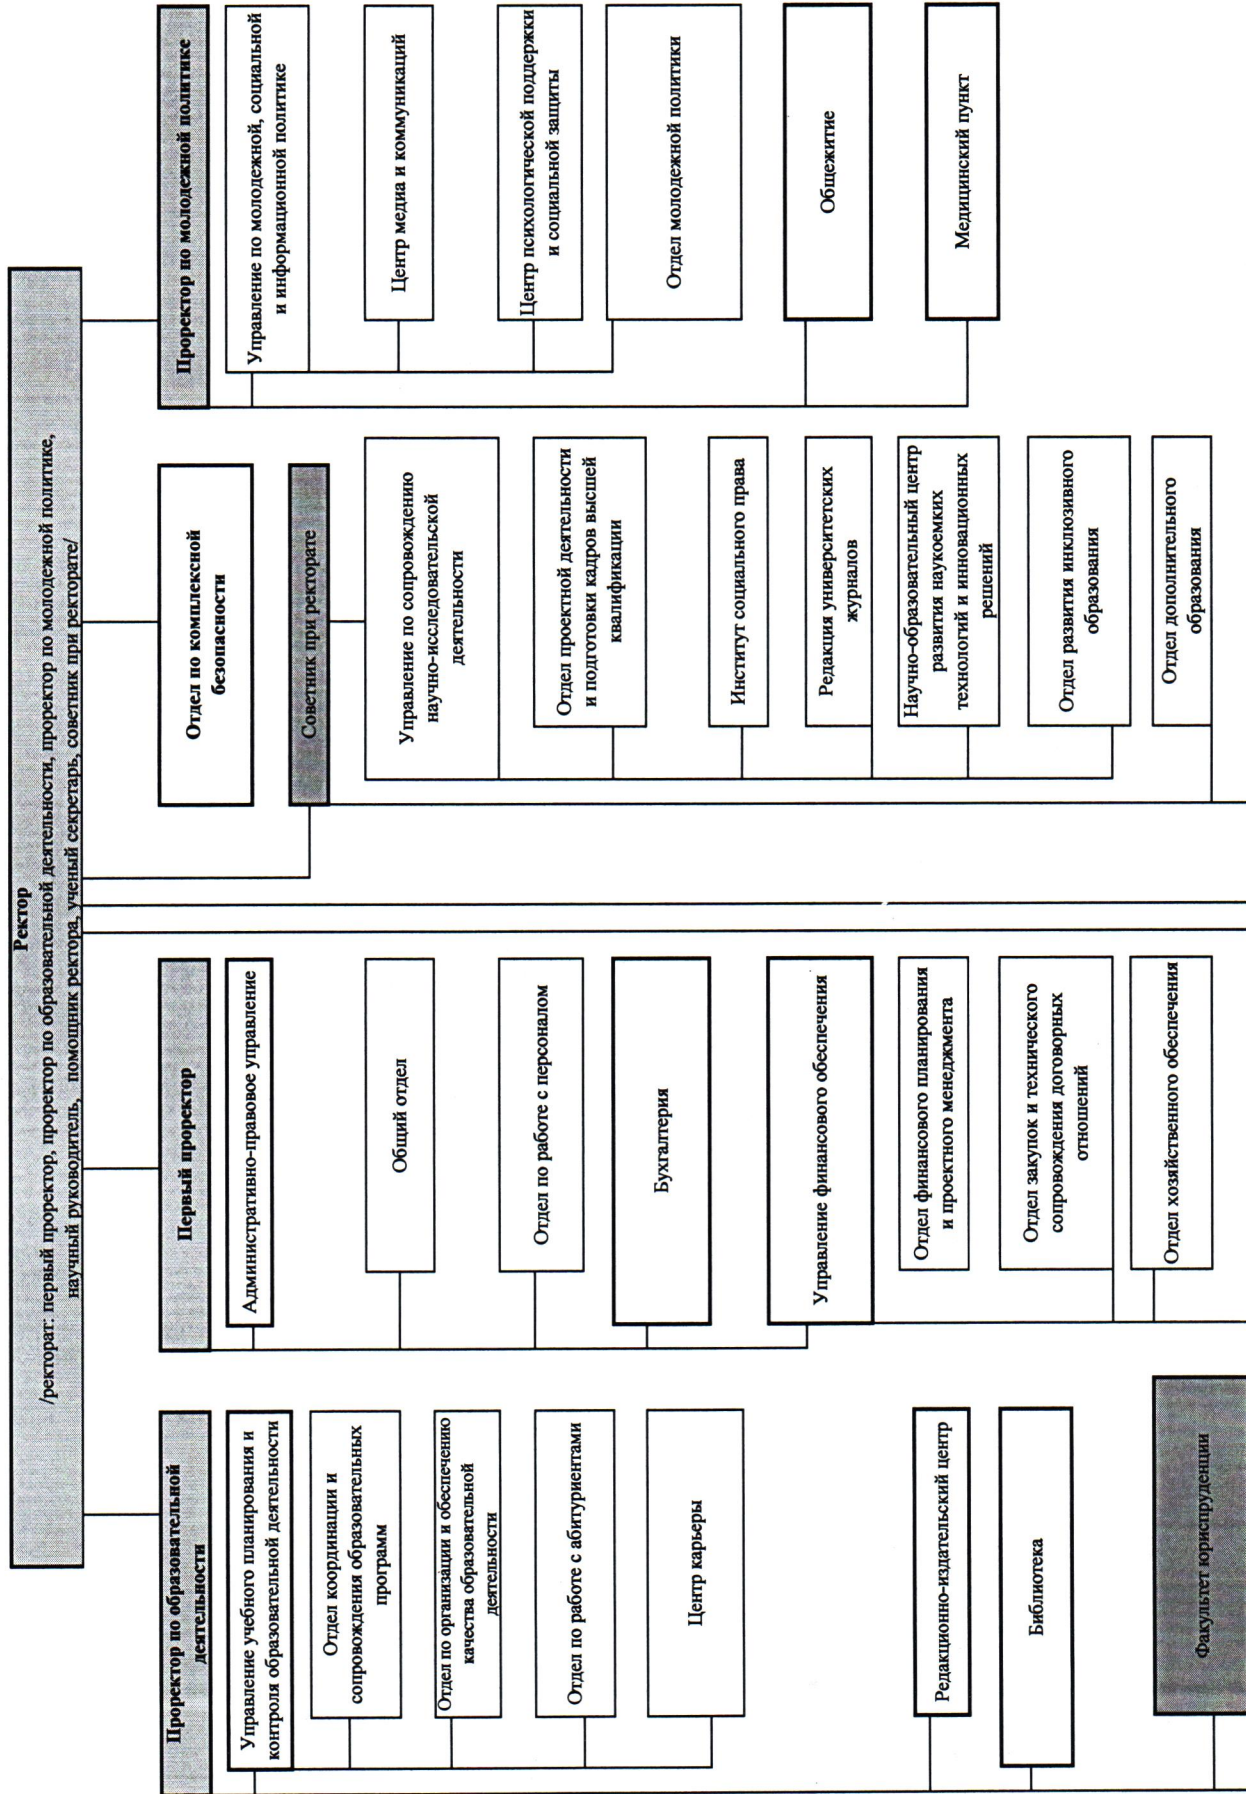 Ректор
/ректорат: первый проректор, проректор по образовательной деятельности, проректор по молодежной политике,
научный руководитель, помощник ректора, ученый секретарь, советник при ректорате/
Проректор по образовательной
деятельности
Управление учебного планирования и
контроля образовательной деятельности
Отдел координации и
сопровождения образовательных
программ
Отдел по организации и обеспечению
качества образовательной
деятельности
Отдел по работе с абитуриентами
Центр карьеры
Редакционно-издательский центр
Библиотека
Факультет юриспруденции
Первый проректор
Административно-правовое управление
Общий отдел
Отдел по работе с персоналом
Бухгалтерия
Управление финансового обеспечения
Отдел финансового планирования
и проектного менеджмента
Отдел закупок и технического
сопровождения договорных
отношений
Отдел хозяйственного обеспечения
Отдел по комплексной
безопасности
Советник при ректорате
Управление по сопровождению
научно-исследовательской
деятельности
Отдел проектной деятельности
и подготовки кадров высшей
квалификации
Институт социального права
Редакция университетских
журналов
Научно-образовательный центр
развития наукоемких
технологий и инновационных
решений
Отдел развития инклюзивного
образования
Отдел дополнительного
образования
Проректор по молодежной политике
Управление по молодежной, социальной
и информационной политике
Центр медиа и коммуникаций
Центр психологической поддержки
и социальной защиты
Отдел молодежной политики
Общежитие
Медицинский пункт